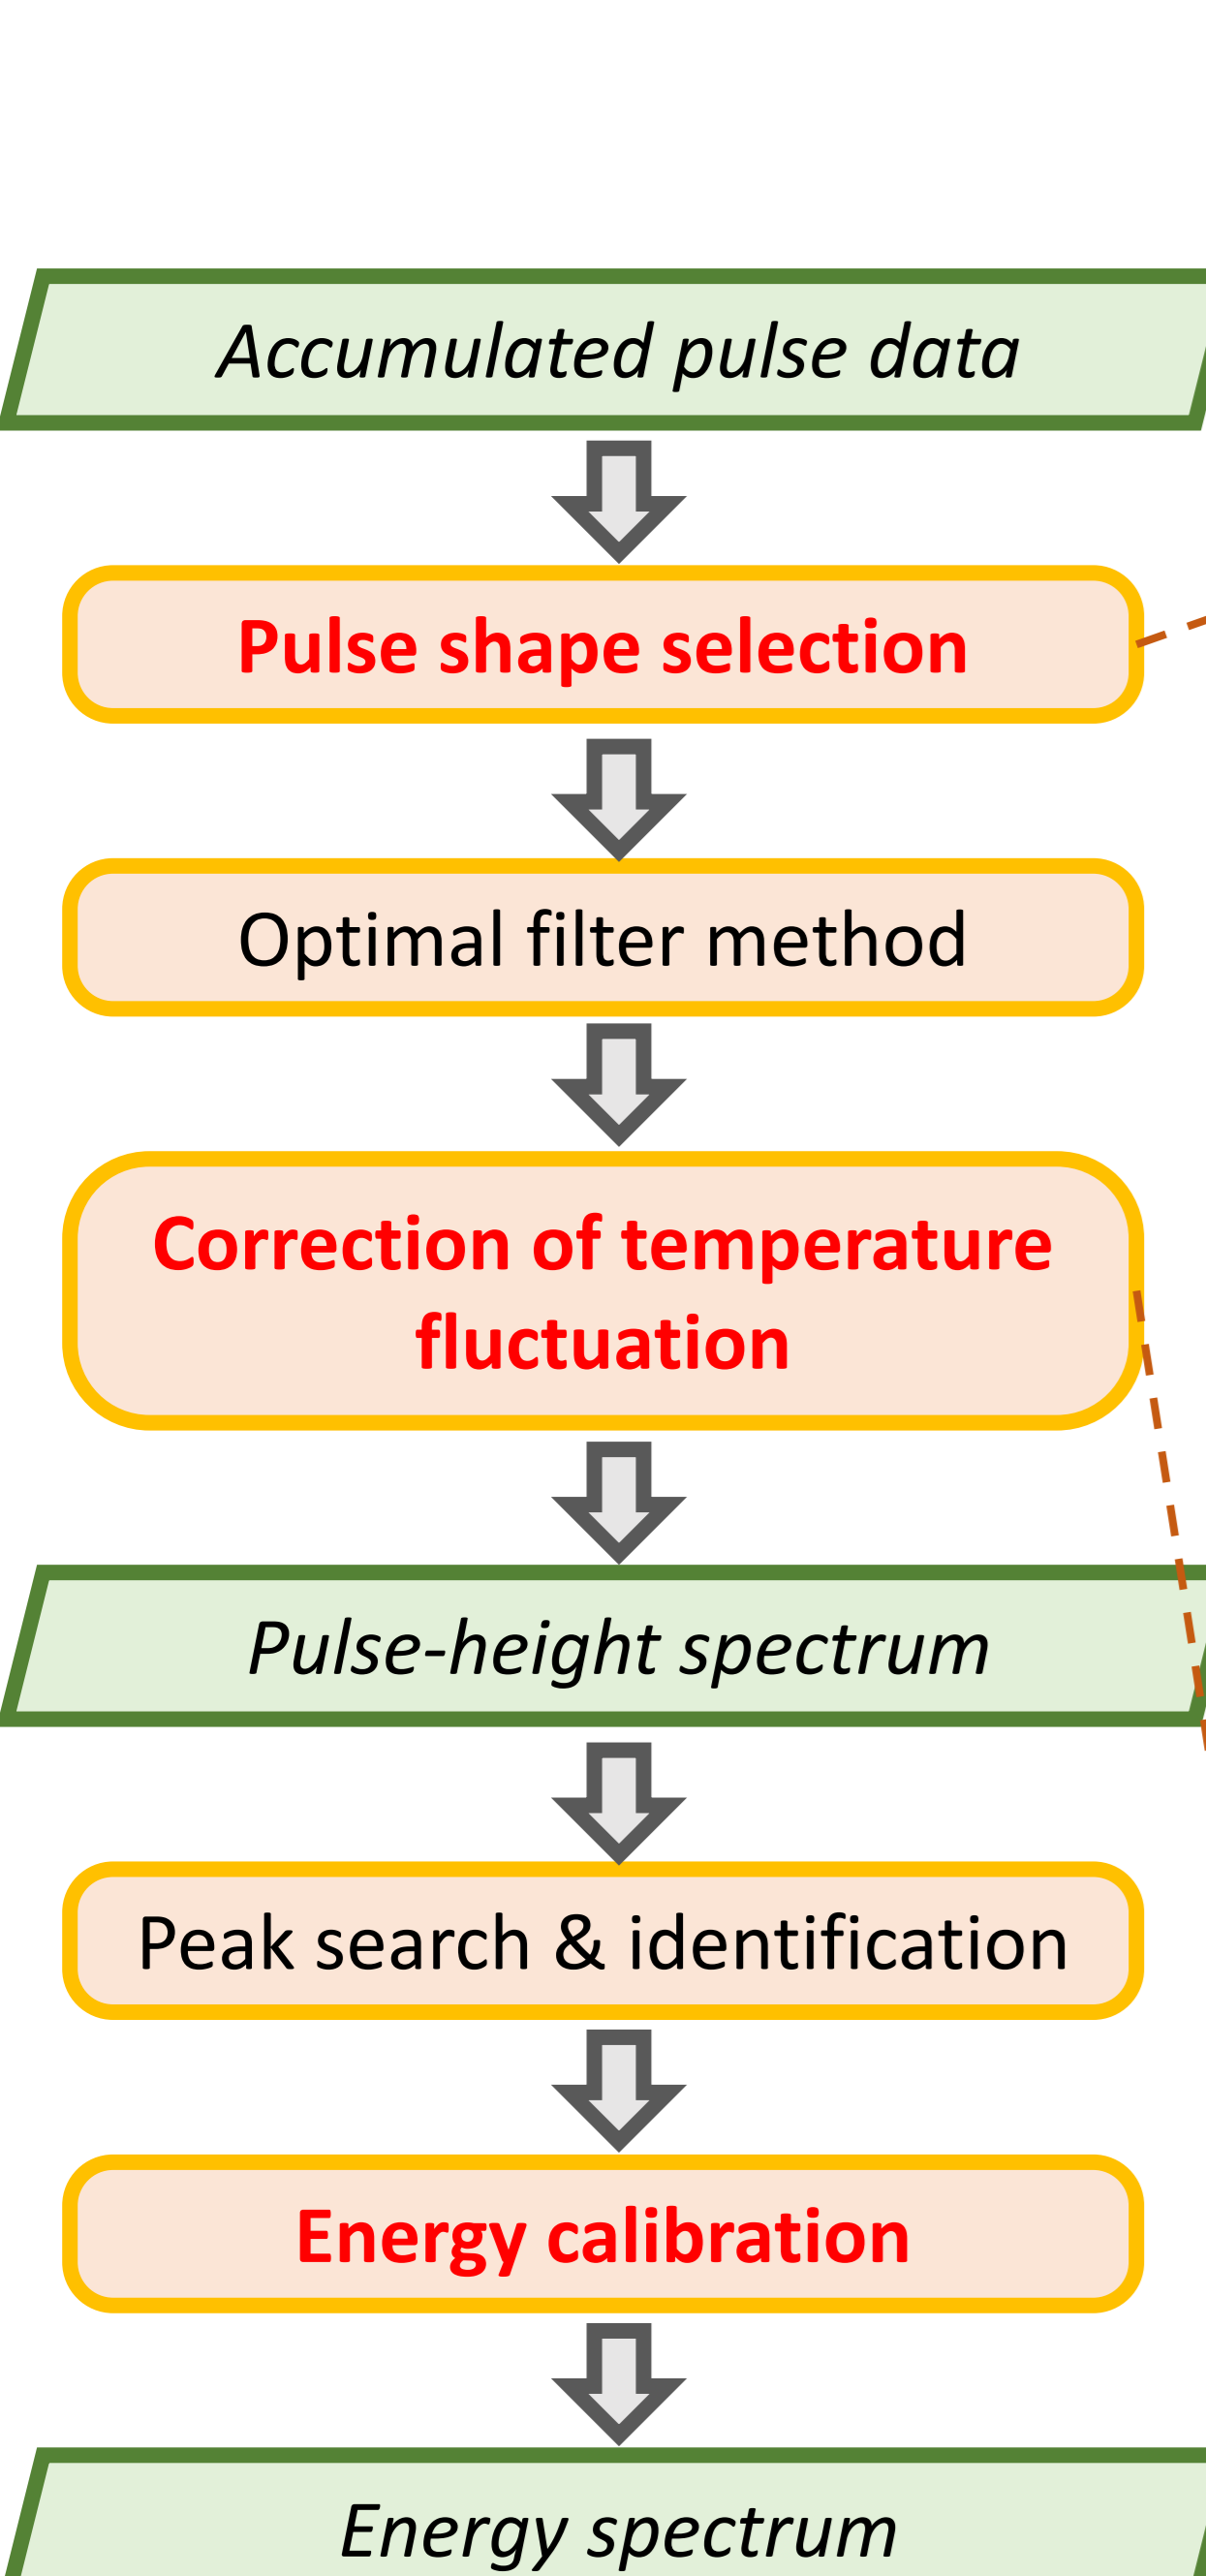 Accumulated pulse data
Pulse shape selection
Optimal filter method
Correction of temperature
fluctuation
Pulse-height spectrum
Peak search & identification
Energy calibration
Energy spectrum